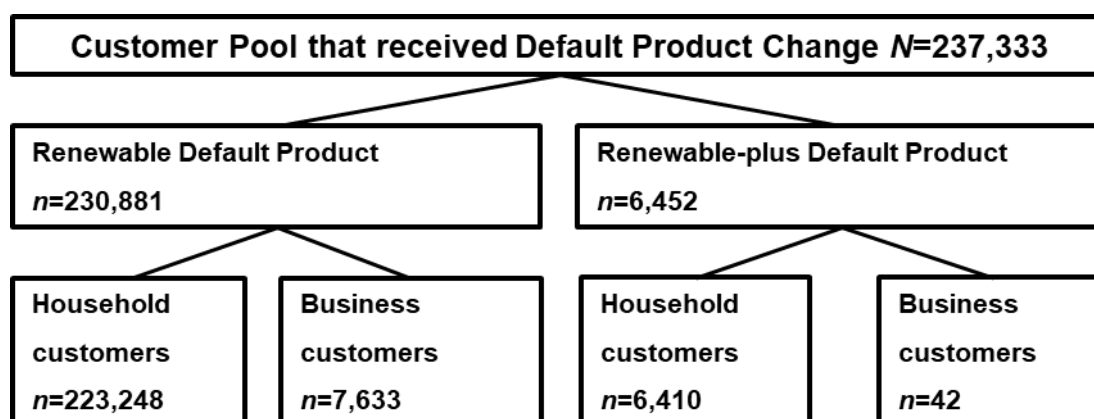 Customer Pool that received Default Product Change N=237,333
Renewable Default Product
n=230,881
Renewable-plus Default Product
n=6,452
Household
customers
n=223,248
Business
customers
n=7,633
Household
customers
n=6,410
Business
customers
n=42